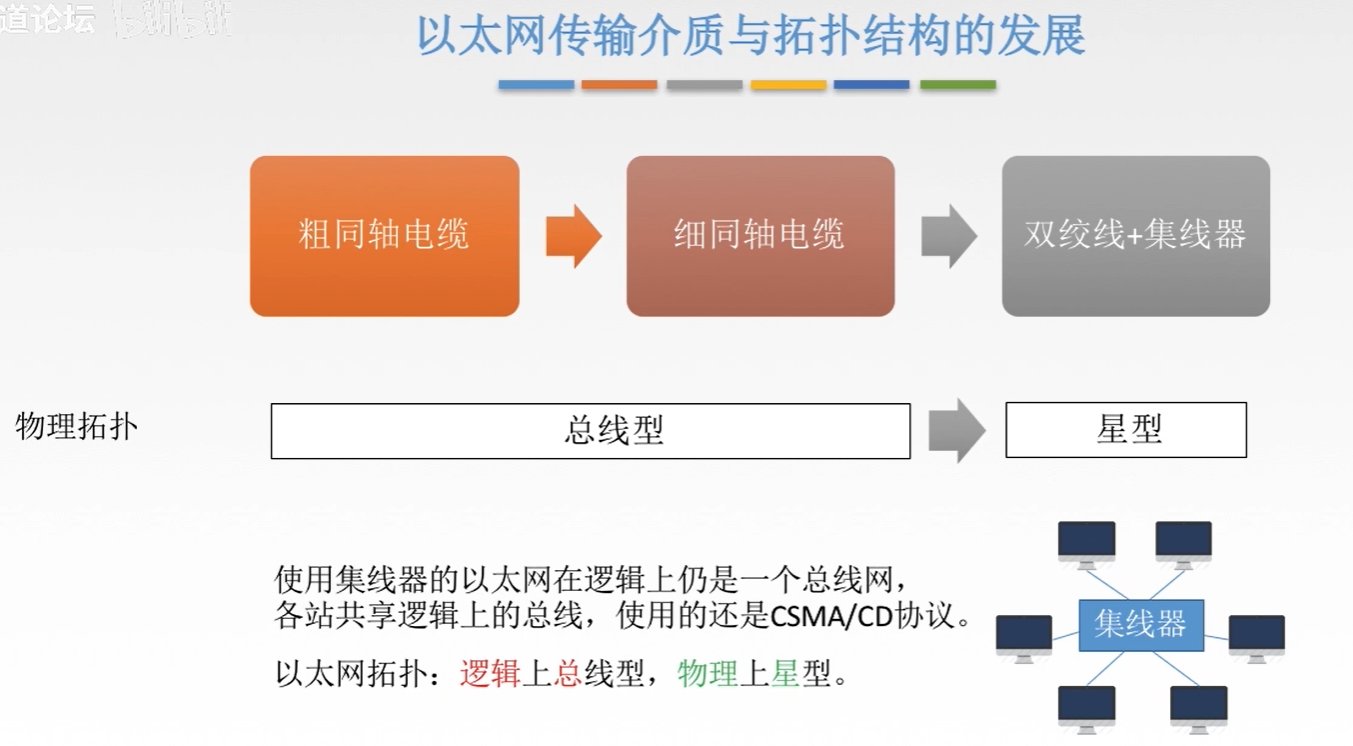 道论坛 bilibili
以太网传输介质与拓扑结构的发展
粗同轴电缆
细同轴电缆
双绞线+集线器
物理拓扑
总线型
星型
使用集线器的以太网在逻辑上仍是一个总线网，
各站共享逻辑上的总线，使用的还是CSMA/CD协议。
以太网拓扑：逻辑上总线型，物理上星型。
集线器